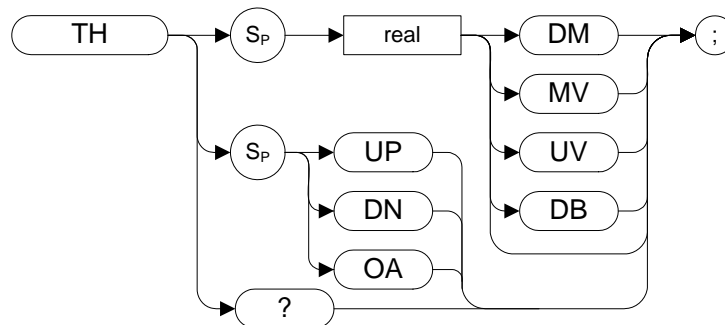 TH SP real DM ;
MV
SP UP UV
DN DB
OA
?